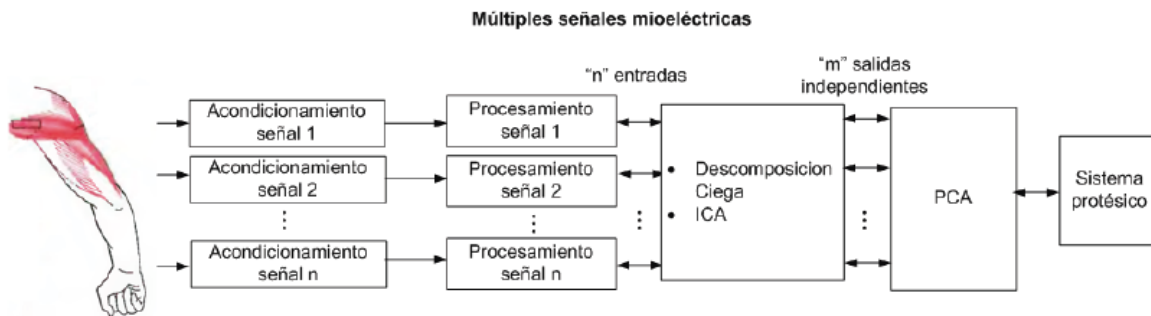 Múltiples señales mioeléctricas
"n" entradas
"m" salidas
independientes
Acondicionamiento
señal 1
Procesamiento
señal 1
Acondicionamiento
señal 2
Procesamiento
señal 2
Acondicionamiento
señal n
Procesamiento
señal n
• Descomposicion
Ciega
• ICA
PCA
Sistema
protésico